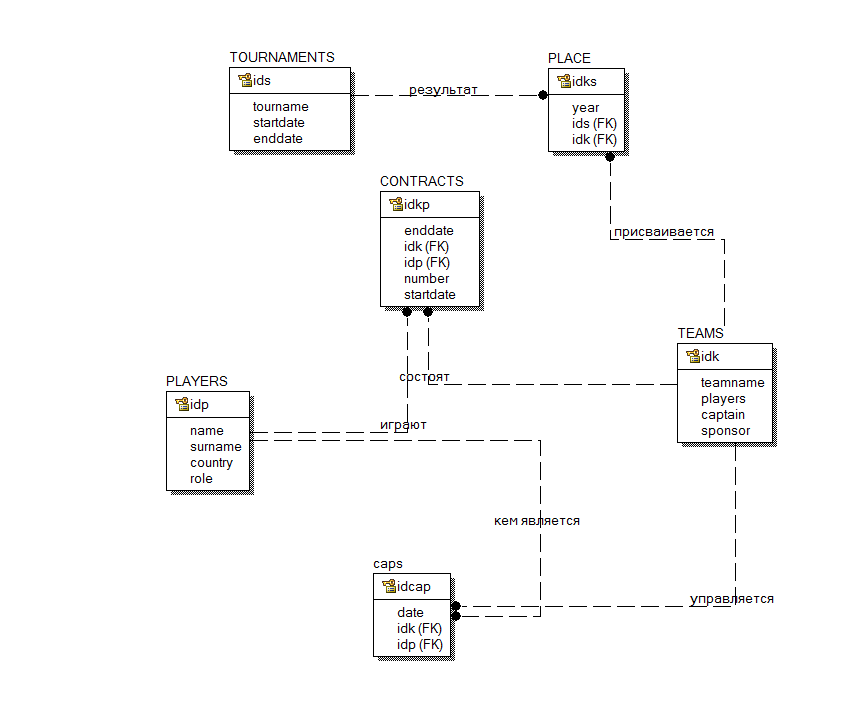 TOURNAMENTS
ids
tourname
startdate
enddate
результат
PLACE
idks
year
ids (FK)
idk (FK)
CONTRACTS
idkp
enddate
idk (FK)
idp (FK)
number
startdate
присваивается
TEAMS
idk
teamname
players
captain
sponsor
PLAYERS
idp
name
surname
country
role
состоят
играют
кем является
caps
idcap
date
idk (FK)
idp (FK)
управляется